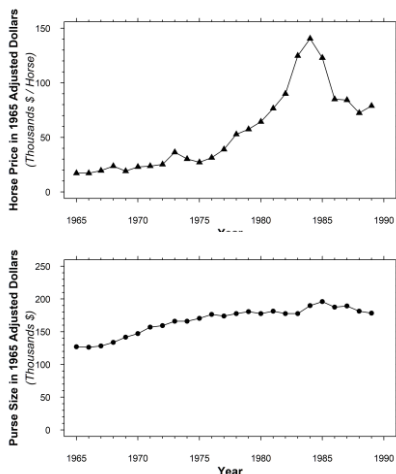 Horse Price in 1965 Adjusted Dollars
(Thousands $ / Horse)
150
100
50
0
1965 1970 1975 1980 1985 1990
Year
Purse Size in 1965 Adjusted Dollars
(Thousands $)
250
200
150
100
50
0
1965 1970 1975 1980 1985 1990
Year